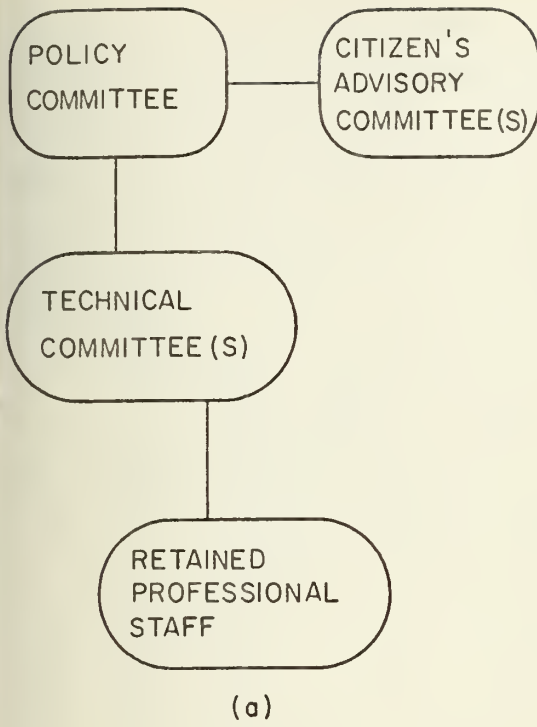 POLICY
COMMITTEE
CITIZEN'S
ADVISORY
COMMITTEE(S)
TECHNICAL
COMMITTEE(S)
RETAINED
PROFESSIONAL
STAFF
(a)